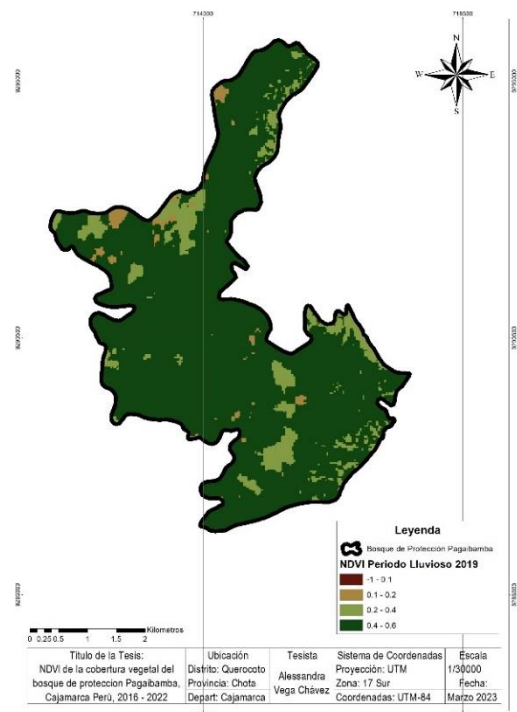 714000
N
W
E
S
Leyenda
Bosque de Protección Pagaibamba
NDVI Periodo Lluvioso 2019
-1 - 0.1
0.1 - 0.2
0.2 - 0.4
0.4 - 0.6
Kilometros
0 0.25 0.5 1 1.5 2
Título de la Tesis:
NDVI de la cobertura vegetal del
bosque de proteccion Pagaibamba,
Cajamarca Perú, 2016 - 2022
Ubicación
Distrito: Querocoto
Provincia: Chota
Depart: Cajamarca
Tesista
Alessandra
Vega Chávez
Sistema de Coordenadas
Proyección: UTM
Zona: 17 Sur
Coordenadas: UTM-84
Escala
1/30000
Fecha:
Marzo 2023